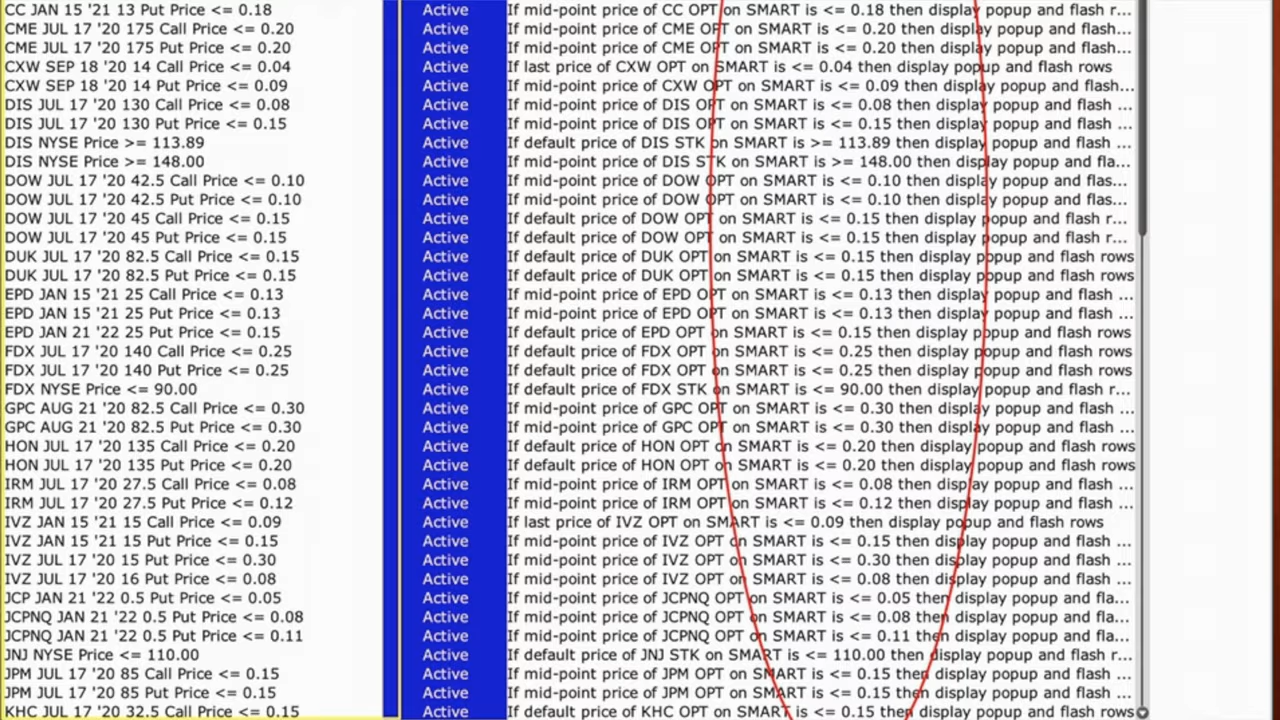 CC JAN 15 '21 13 Put Price <= 0.18 Active If mid-point price of CC OPT on SMART is <= 0.18 then display popup and flash r...
CME JUL 17 '20 175 Call Price <= 0.20 Active If mid-point price of CME OPT on SMART is <= 0.20 then display popup and flash...
CME JUL 17 '20 175 Put Price <= 0.20 Active If mid-point price of CME OPT on SMART is <= 0.20 then display popup and flash...
CXW SEP 18 '20 14 Call Price <= 0.04 Active If last price of CXW OPT on SMART is <= 0.04 then display popup and flash rows
CXW SEP 18 '20 14 Put Price <= 0.09 Active If mid-point price of CXW OPT on SMART is <= 0.09 then display popup and flash...
DIS JUL 17 '20 130 Call Price <= 0.08 Active If mid-point price of DIS OPT on SMART is <= 0.08 then display popup and flash ...
DIS JUL 17 '20 130 Put Price <= 0.15 Active If mid-point price of DIS OPT on SMART is <= 0.15 then display popup and flash ...
DIS NYSE Price >= 113.89 Active If default price of DIS STK on SMART is >= 113.89 then display popup and flash ...
DIS NYSE Price >= 148.00 Active If mid-point price of DIS STK on SMART is >= 148.00 then display popup and fla...
DOW JUL 17 '20 42.5 Call Price <= 0.10 Active If mid-point price of DOW OPT on SMART is <= 0.10 then display popup and flas...
DOW JUL 17 '20 42.5 Put Price <= 0.10 Active If mid-point price of DOW OPT on SMART is <= 0.10 then display popup and flas...
DOW JUL 17 '20 45 Call Price <= 0.15 Active If default price of DOW OPT on SMART is <= 0.15 then display popup and flash r...
DOW JUL 17 '20 45 Put Price <= 0.15 Active If default price of DOW OPT on SMART is <= 0.15 then display popup and flash r...
DUK JUL 17 '20 82.5 Call Price <= 0.15 Active If default price of DUK OPT on SMART is <= 0.15 then display popup and flash rows
DUK JUL 17 '20 82.5 Put Price <= 0.15 Active If default price of DUK OPT on SMART is <= 0.15 then display popup and flash rows
EPD JAN 15 '21 25 Call Price <= 0.13 Active If mid-point price of EPD OPT on SMART is <= 0.13 then display popup and flash ...
EPD JAN 15 '21 25 Put Price <= 0.13 Active If mid-point price of EPD OPT on SMART is <= 0.13 then display popup and flash ...
EPD JAN 21 '22 25 Put Price <= 0.15 Active If default price of EPD OPT on SMART is <= 0.15 then display popup and flash rows
FDX JUL 17 '20 140 Call Price <= 0.25 Active If default price of FDX OPT on SMART is <= 0.25 then display popup and flash rows
FDX JUL 17 '20 140 Put Price <= 0.25 Active If default price of FDX OPT on SMART is <= 0.25 then display popup and flash rows
FDX NYSE Price <= 90.00 Active If default price of FDX STK on SMART is <= 90.00 then display popup and flash r...
GPC AUG 21 '20 82.5 Call Price <= 0.30 Active If mid-point price of GPC OPT on SMART is <= 0.30 then display popup and flash ...
GPC AUG 21 '20 82.5 Put Price <= 0.30 Active If mid-point price of GPC OPT on SMART is <= 0.30 then display popup and flash ...
HON JUL 17 '20 135 Call Price <= 0.20 Active If default price of HON OPT on SMART is <= 0.20 then display popup and flash rows
HON JUL 17 '20 135 Put Price <= 0.20 Active If default price of HON OPT on SMART is <= 0.20 then display popup and flash rows
IRM JUL 17 '20 27.5 Call Price <= 0.08 Active If mid-point price of IRM OPT on SMART is <= 0.08 then display popup and flash ...
IRM JUL 17 '20 27.5 Put Price <= 0.12 Active If mid-point price of IRM OPT on SMART is <= 0.12 then display popup and flash ...
IVZ JAN 15 '21 15 Call Price <= 0.09 Active If last price of IVZ OPT on SMART is <= 0.09 then display popup and flash rows
IVZ JAN 15 '21 15 Put Price <= 0.15 Active If mid-point price of IVZ OPT on SMART is <= 0.15 then display popup and flash ...
IVZ JUL 17 '20 15 Put Price <= 0.30 Active If mid-point price of IVZ OPT on SMART is <= 0.30 then display popup and flash ...
IVZ JUL 17 '20 16 Put Price <= 0.08 Active If mid-point price of IVZ OPT on SMART is <= 0.08 then display popup and flash ...
JCP JAN 21 '22 0.5 Put Price <= 0.05 Active If mid-point price of JCPNQ OPT on SMART is <= 0.05 then display popup and fla...
JCPNQ JAN 21 '22 0.5 Put Price <= 0.08 Active If mid-point price of JCPNQ OPT on SMART is <= 0.08 then display popup and fla...
JCPNQ JAN 21 '22 0.5 Put Price <= 0.11 Active If mid-point price of JCPNQ OPT on SMART is <= 0.11 then display popup and fla...
JNJ NYSE Price <= 110.00 Active If default price of JNJ STK on SMART is <= 110.00 then display popup and flash r...
JPM JUL 17 '20 85 Call Price <= 0.15 Active If mid-point price of JPM OPT on SMART is <= 0.15 then display popup and flash ...
JPM JUL 17 '20 85 Put Price <= 0.15 Active If mid-point price of JPM OPT on SMART is <= 0.15 then display popup and flash ...
KHC JUL 17 '20 32.5 Call Price <= 0.15 Active If default price of KHC OPT on SMART is <= 0.15 then display popup and flash rows